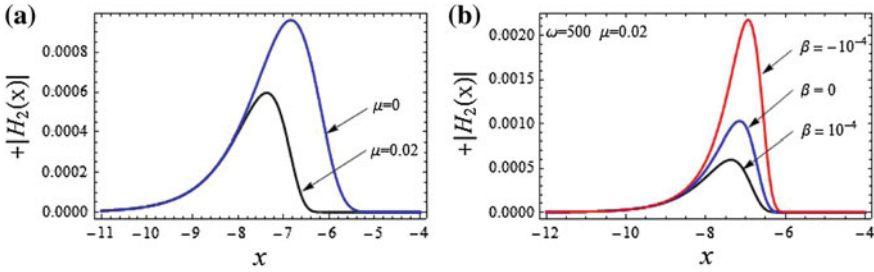 (a)
+|H₂(x)|
0.0008
0.0006
0.0004
0.0002
0.0000
μ=0
μ=0.02
−11 −10 −9 −8 −7 −6 −5 −4
x
(b)
+|H₂(x)|
ω=500 μ=0.02
0.0020
0.0015
0.0010
0.0005
0.0000
β = −10⁻⁴
β = 0
β = 10⁻⁴
−12 −10 −8 −6 −4
x